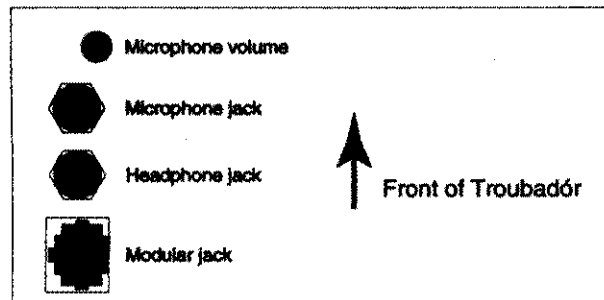 Microphone volume
Microphone jack
Headphone jack
Front of Troubadór
Modular jack